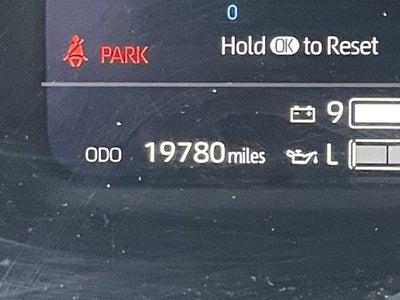 0
Hold OK to Reset
PARK
9
ODO 19780 miles L